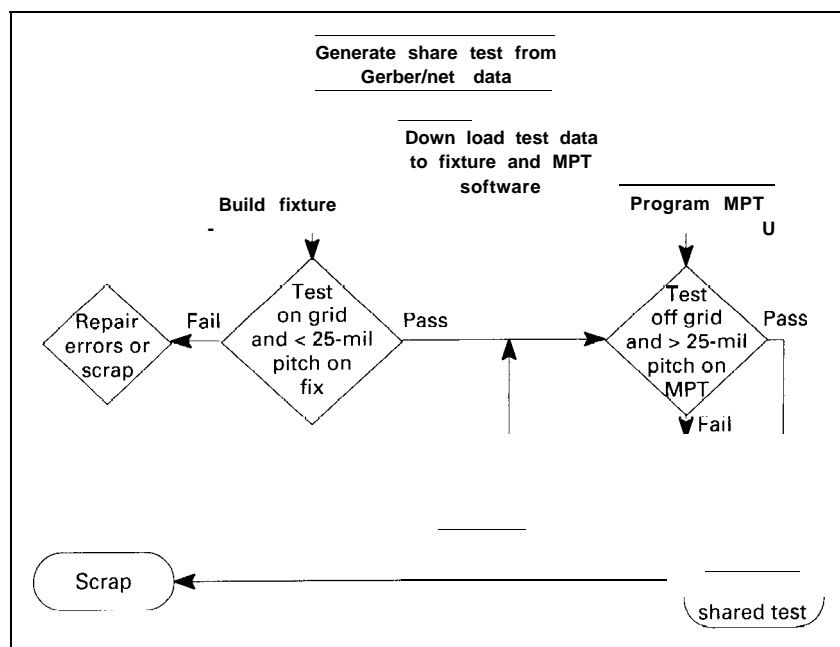 Generate share test from
Gerber/net data
Down load test data
to fixture and MPT
software
Build fixture
-
Program MPT
U
Test
on grid
and < 25-mil
pitch on
fix
Fail
Pass
Repair
errors or
scrap
Test
off grid
and > 25-mil
pitch on
MPT
Pass
Fail
Scrap
shared test